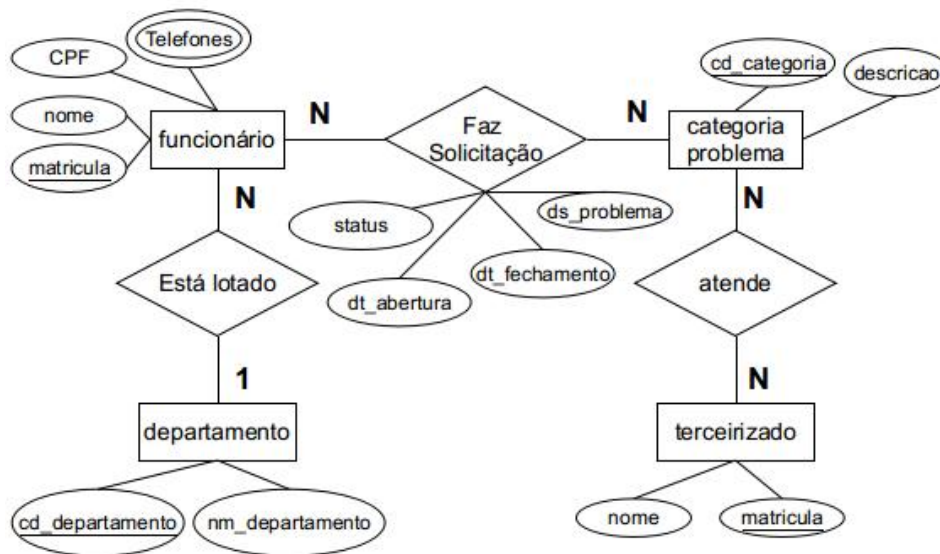 Telefones
CPF
cd_categoria
descricao
nome
N
N
funcionário
Faz
Solicitação
categoria
problema
matricula
N
N
status
ds_problema
dt_fechamento
dt_abertura
Está lotado
atende
1
N
departamento
terceirizado
cd_departamento
nm_departamento
nome
matricula